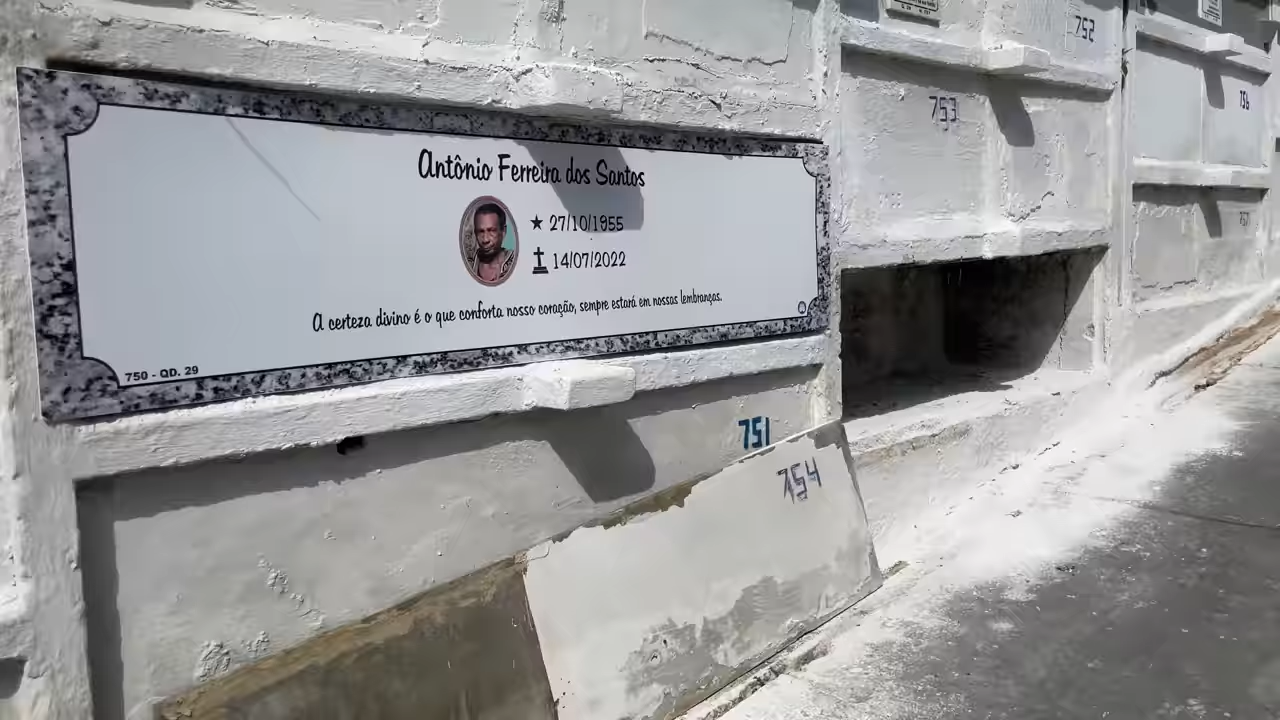 Antônio Ferreira dos Santos
27/10/1955
14/07/2022
A certeza divino é o que conforta nosso coração, sempre estará em nossas lembranças.
750 - QD. 29
751
754
753
752
756
757